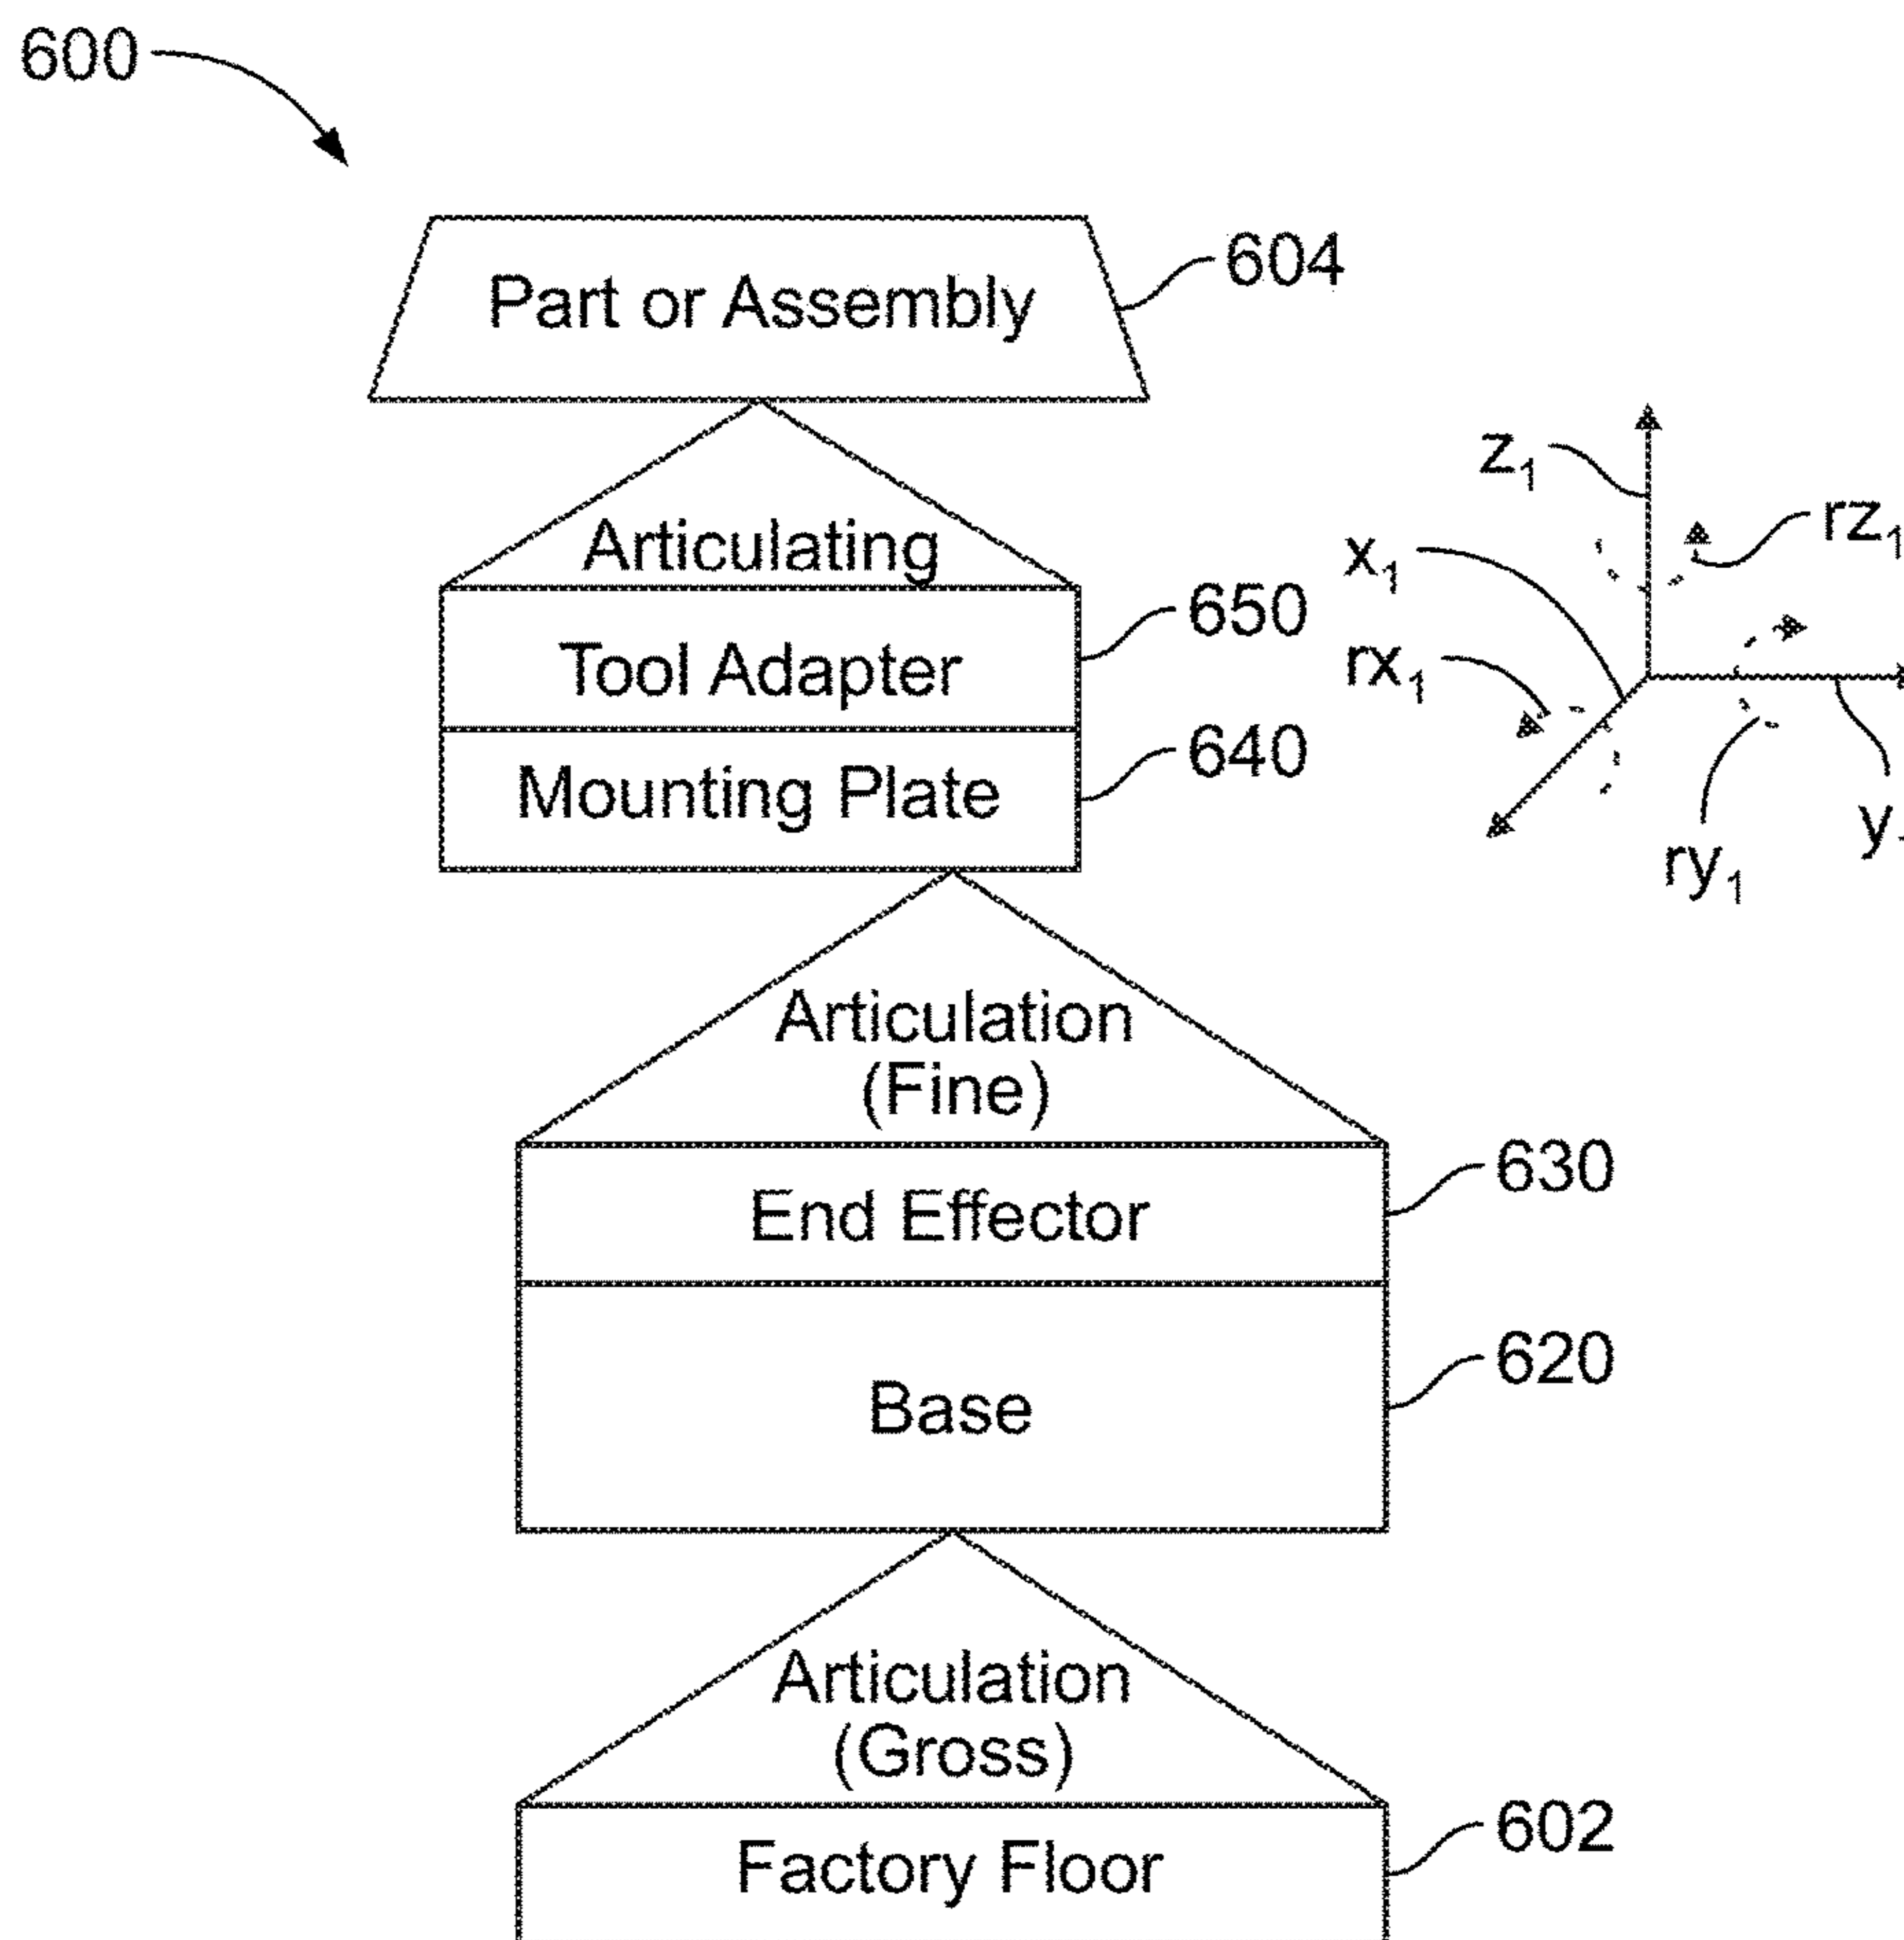 600
Part or Assembly
604
Articulating
Tool Adapter
650
Mounting Plate
640
z1
rz1
x1
rx1
ry1
y
Articulation
(Fine)
End Effector
630
Base
620
Articulation
(Gross)
Factory Floor
602